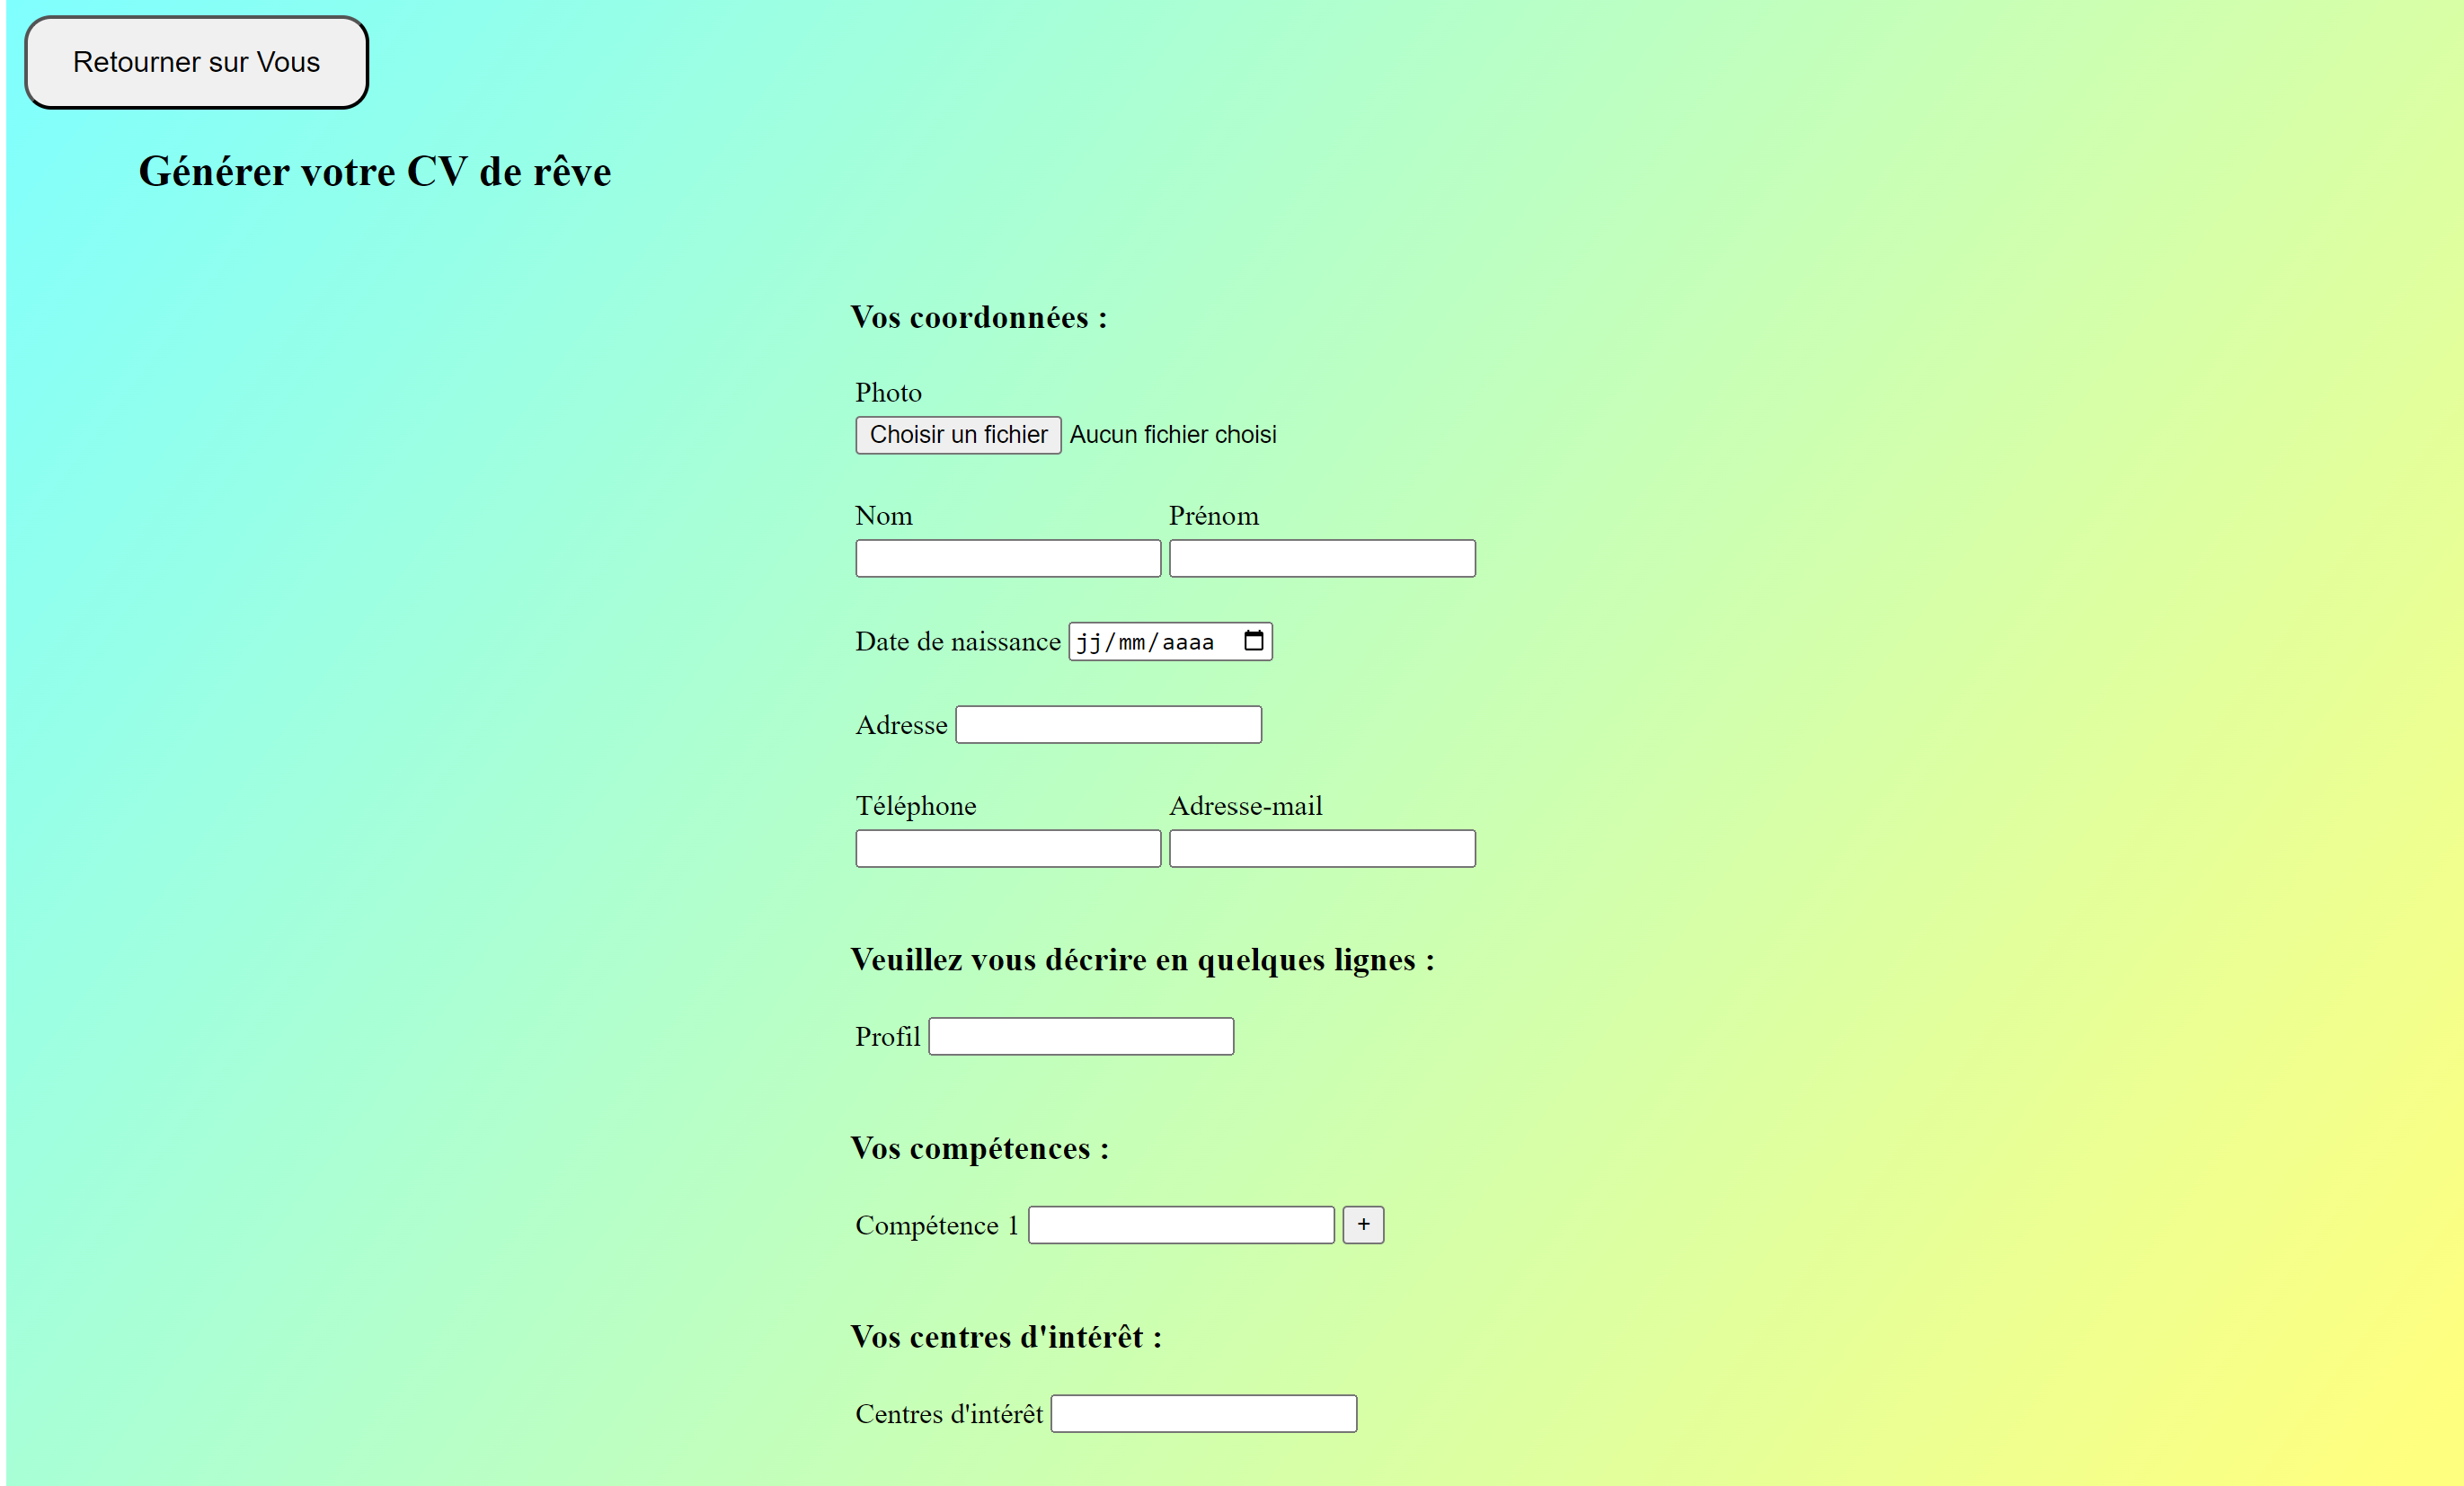 Retourner sur Vous
Générer votre CV de rêve
Vos coordonnées :
Photo
Choisir un fichier Aucun fichier choisi
Nom Prénom
Date de naissance jj/mm/aaaa
Adresse
Téléphone Adresse-mail
Veuillez vous décrire en quelques lignes :
Profil
Vos compétences :
Compétence 1 +
Vos centres d'intérêt :
Centres d'intérêt